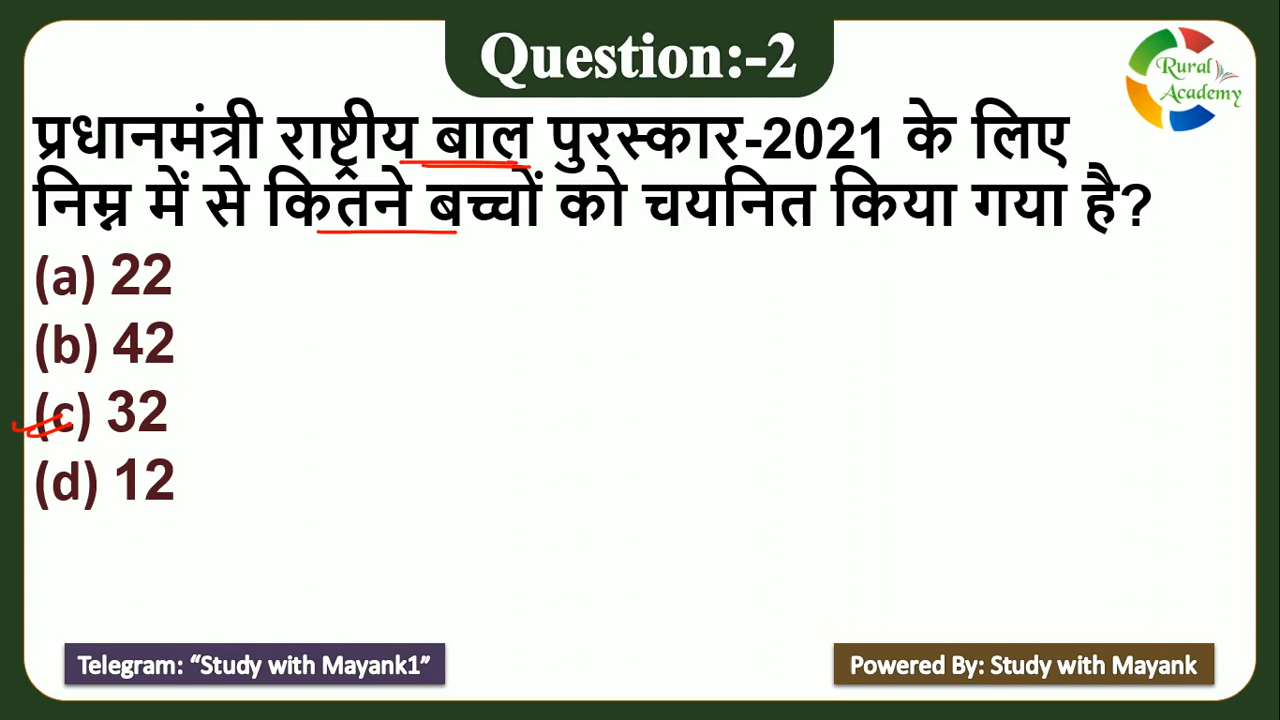 Question:-2
Rural
Academy
प्रधानमंत्री राष्ट्रीय बाल पुरस्कार-2021 के लिए
निम्न में से कितने बच्चों को चयनित किया गया है?
(a) 22
(b) 42
(c) 32
(d) 12
Telegram: “Study with Mayank1”
Powered By: Study with Mayank